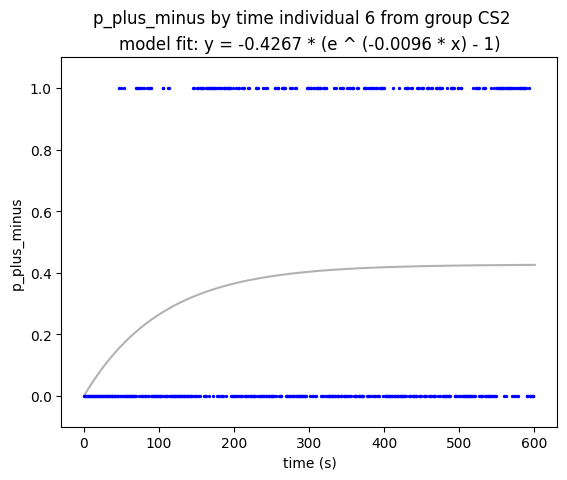 p_plus_minus by time individual 6 from group CS2
model fit: y = -0.4267 * (e ^ (-0.0096 * x) - 1)
1.0
0.8
0.6
0.4
0.2
0.0
p_plus_minus
0 100 200 300 400 500 600
time (s)